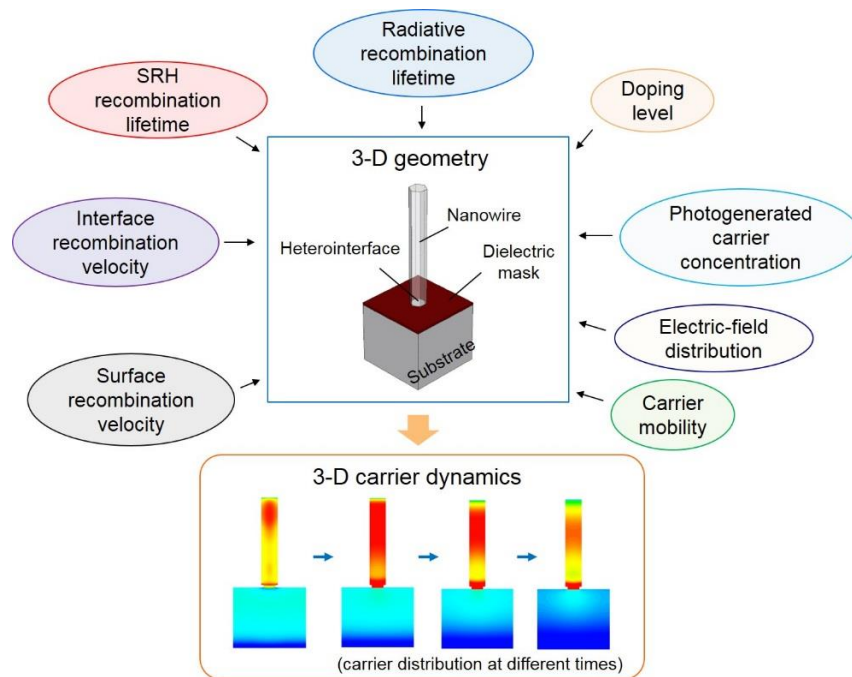 Radiative
recombination
lifetime
SRH
recombination
lifetime
Doping
level
3-D geometry
Interface
recombination
velocity
Nanowire
Heterointerface
Dielectric
mask
Photogenerated
carrier
concentration
Substrate
Electric-field
distribution
Surface
recombination
velocity
Carrier
mobility
3-D carrier dynamics
(carrier distribution at different times)